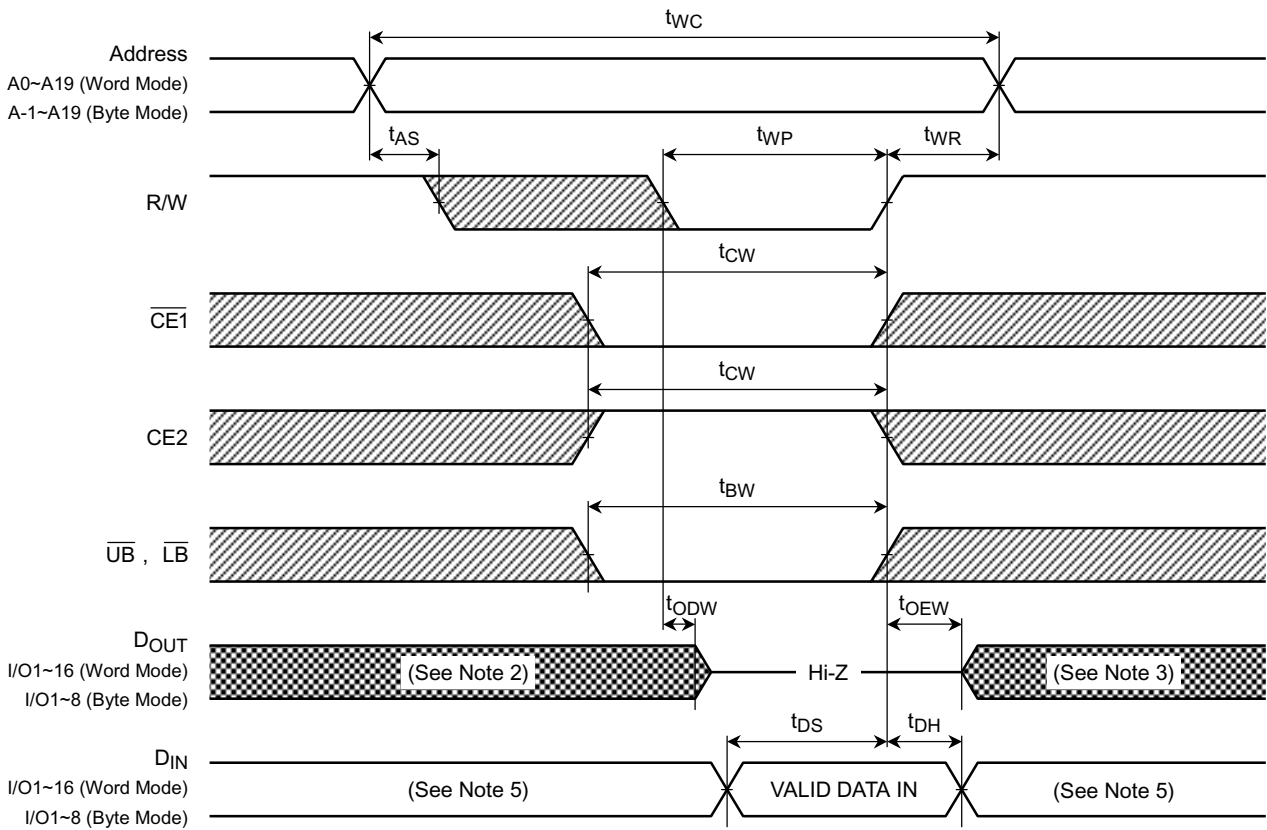 tWC
Address
A0~A19 (Word Mode)
A-1~A19 (Byte Mode)
tAS
tWP
tWR
R/W
tCW
CE1
tCW
CE2
tBW
UB , LB
tODW
tOEW
DOUT
I/O1~16 (Word Mode)
(See Note 2)
Hi-Z
(See Note 3)
I/O1~8 (Byte Mode)
tDS
tDH
DIN
I/O1~16 (Word Mode)
(See Note 5)
VALID DATA IN
(See Note 5)
I/O1~8 (Byte Mode)